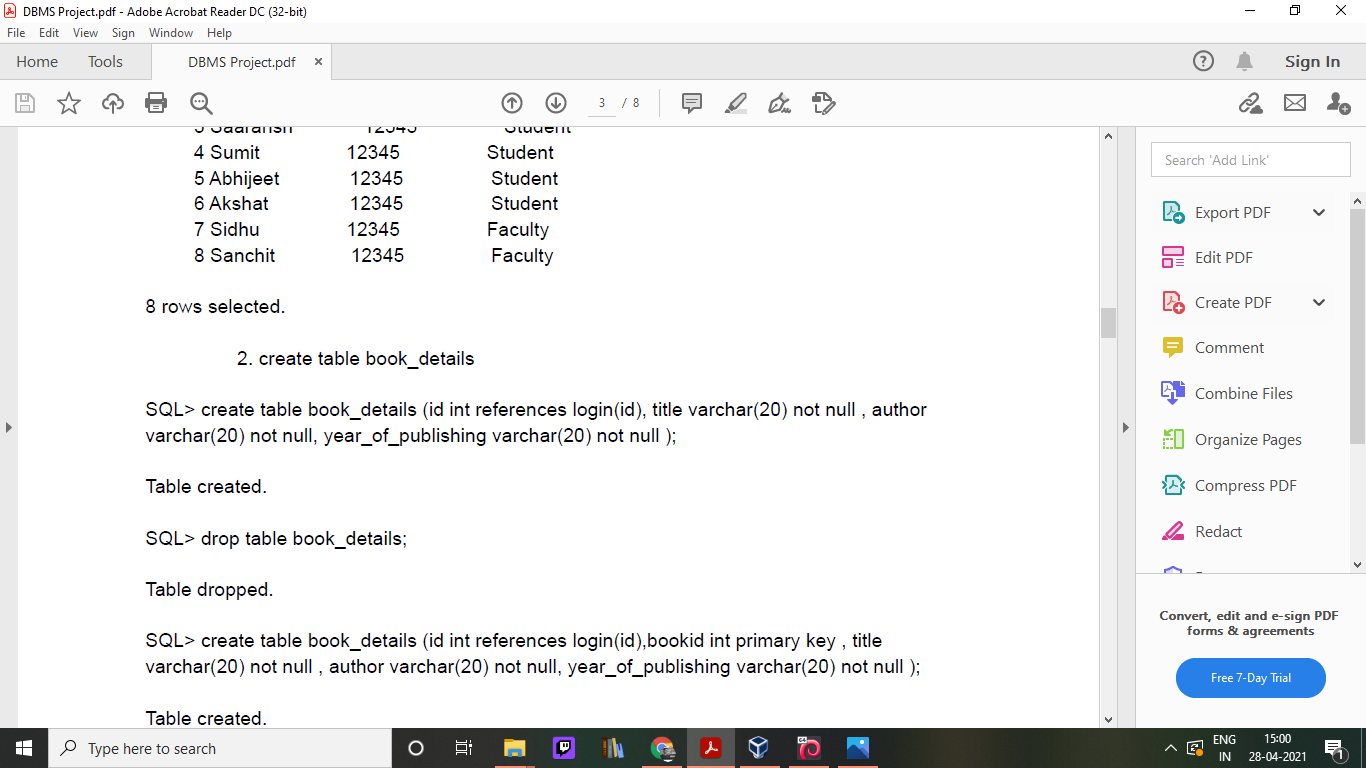 DBMS Project.pdf - Adobe Acrobat Reader DC (32-bit)
File Edit View Sign Window Help
Home Tools DBMS Project.pdf × Sign In
3 / 8
3 Saaransh 12345 Student
4 Sumit 12345 Student
5 Abhijeet 12345 Student
6 Akshat 12345 Student
7 Sidhu 12345 Faculty
8 Sanchit 12345 Faculty
8 rows selected.
2. create table book_details
SQL> create table book_details (id int references login(id), title varchar(20) not null , author
varchar(20) not null, year_of_publishing varchar(20) not null );
Table created.
SQL> drop table book_details;
Table dropped.
SQL> create table book_details (id int references login(id),bookid int primary key , title
varchar(20) not null , author varchar(20) not null, year_of_publishing varchar(20) not null );
Table created.
Search 'Add Link'
Export PDF
Edit PDF
Create PDF
Comment
Combine Files
Organize Pages
Compress PDF
Redact
Convert, edit and e-sign PDF
forms & agreements
Free 7-Day Trial
Type here to search
64
ENG
IN
15:00
28-04-2021
1